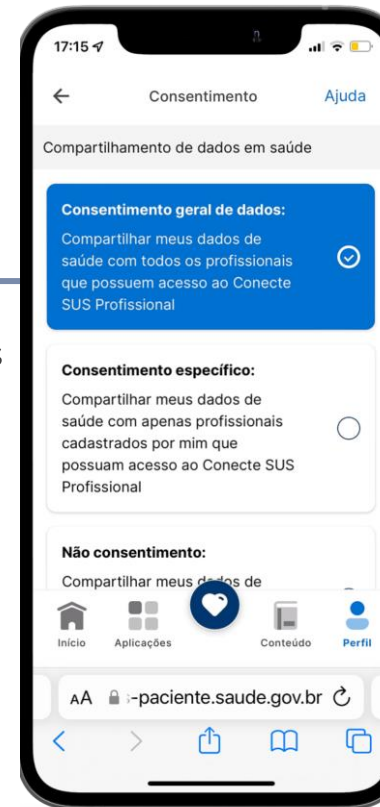 17:15
Consentimento
Ajuda
Compartilhamento de dados em saúde
Consentimento geral de dados:
Compartilhar meus dados de
saúde com todos os profissionais
que possuem acesso ao Conecte
SUS Profissional
Consentimento específico:
Compartilhar meus dados de
saúde com apenas profissionais
cadastrados por mim que
possuam acesso ao Conecte SUS
Profissional
Não consentimento:
Compartilhar meus dados de
Início
Aplicações
Conteúdo
Perfil
AA
-paciente.saude.gov.br